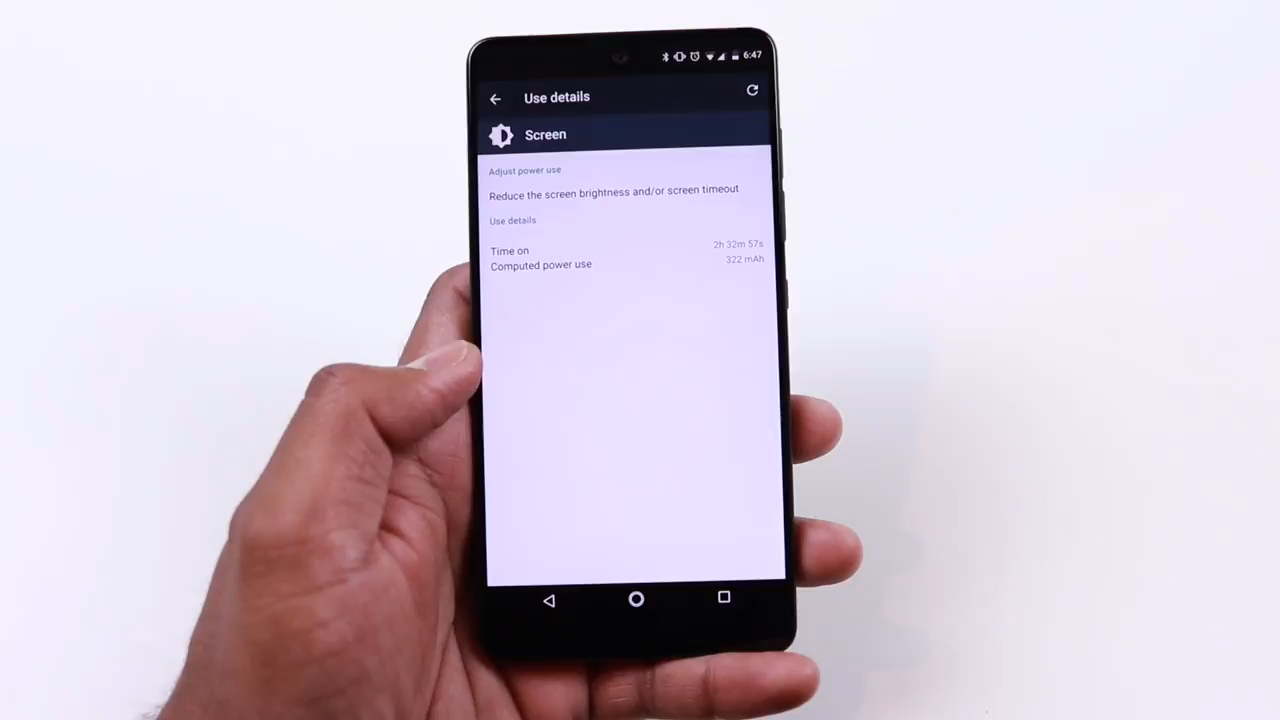 6:47
Use details
Screen
Adjust power use
Reduce the screen brightness and/or screen timeout
Use details
Time on 2h 32m 57s
Computed power use 322 mAh